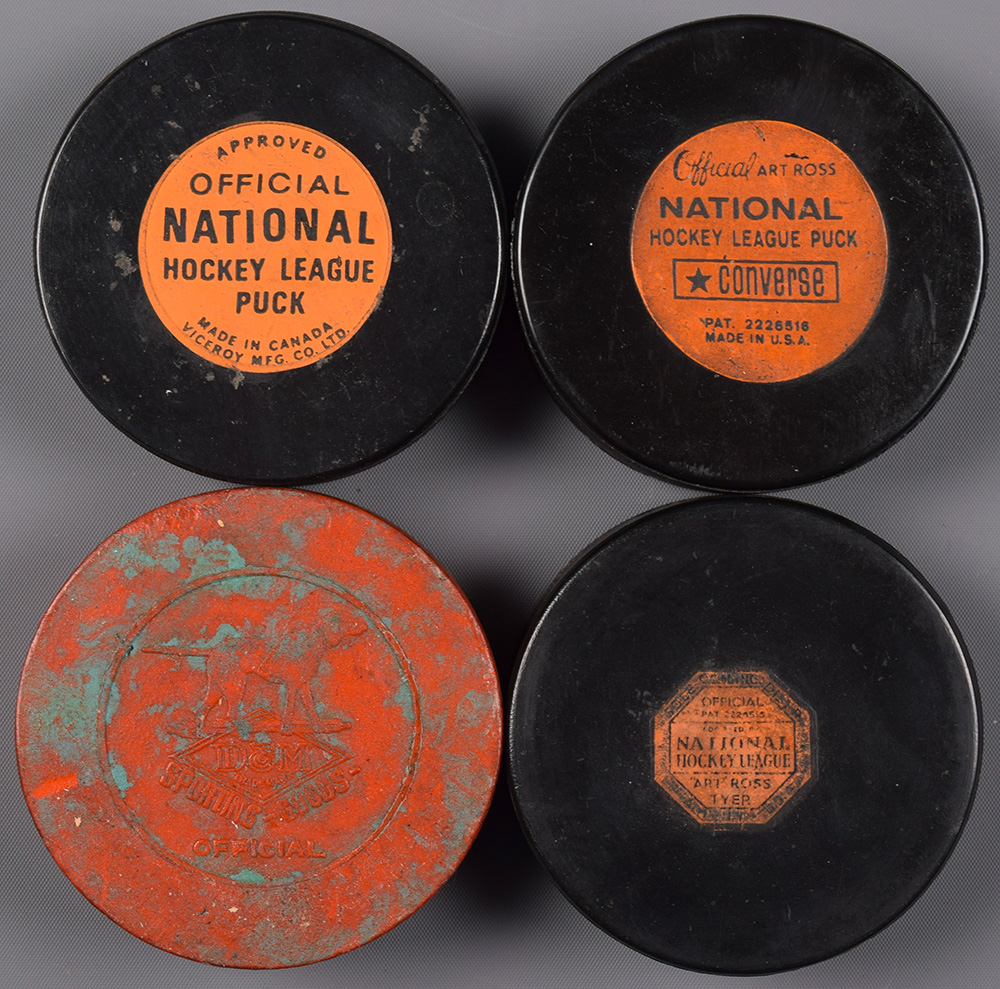 APPROVED
OFFICIAL
NATIONAL
HOCKEY LEAGUE
PUCK
MADE IN CANADA
VICEROY MFG. CO. LTD.
Official ART ROSS
NATIONAL
HOCKEY LEAGUE PUCK
★ CONVERSE
PAT. 2226516
MADE IN U.S.A.
D&M
SPORTING GOODS
OFFICIAL
OFFICIAL
NATIONAL
HOCKEY LEAGUE
ART ROSS
TYER